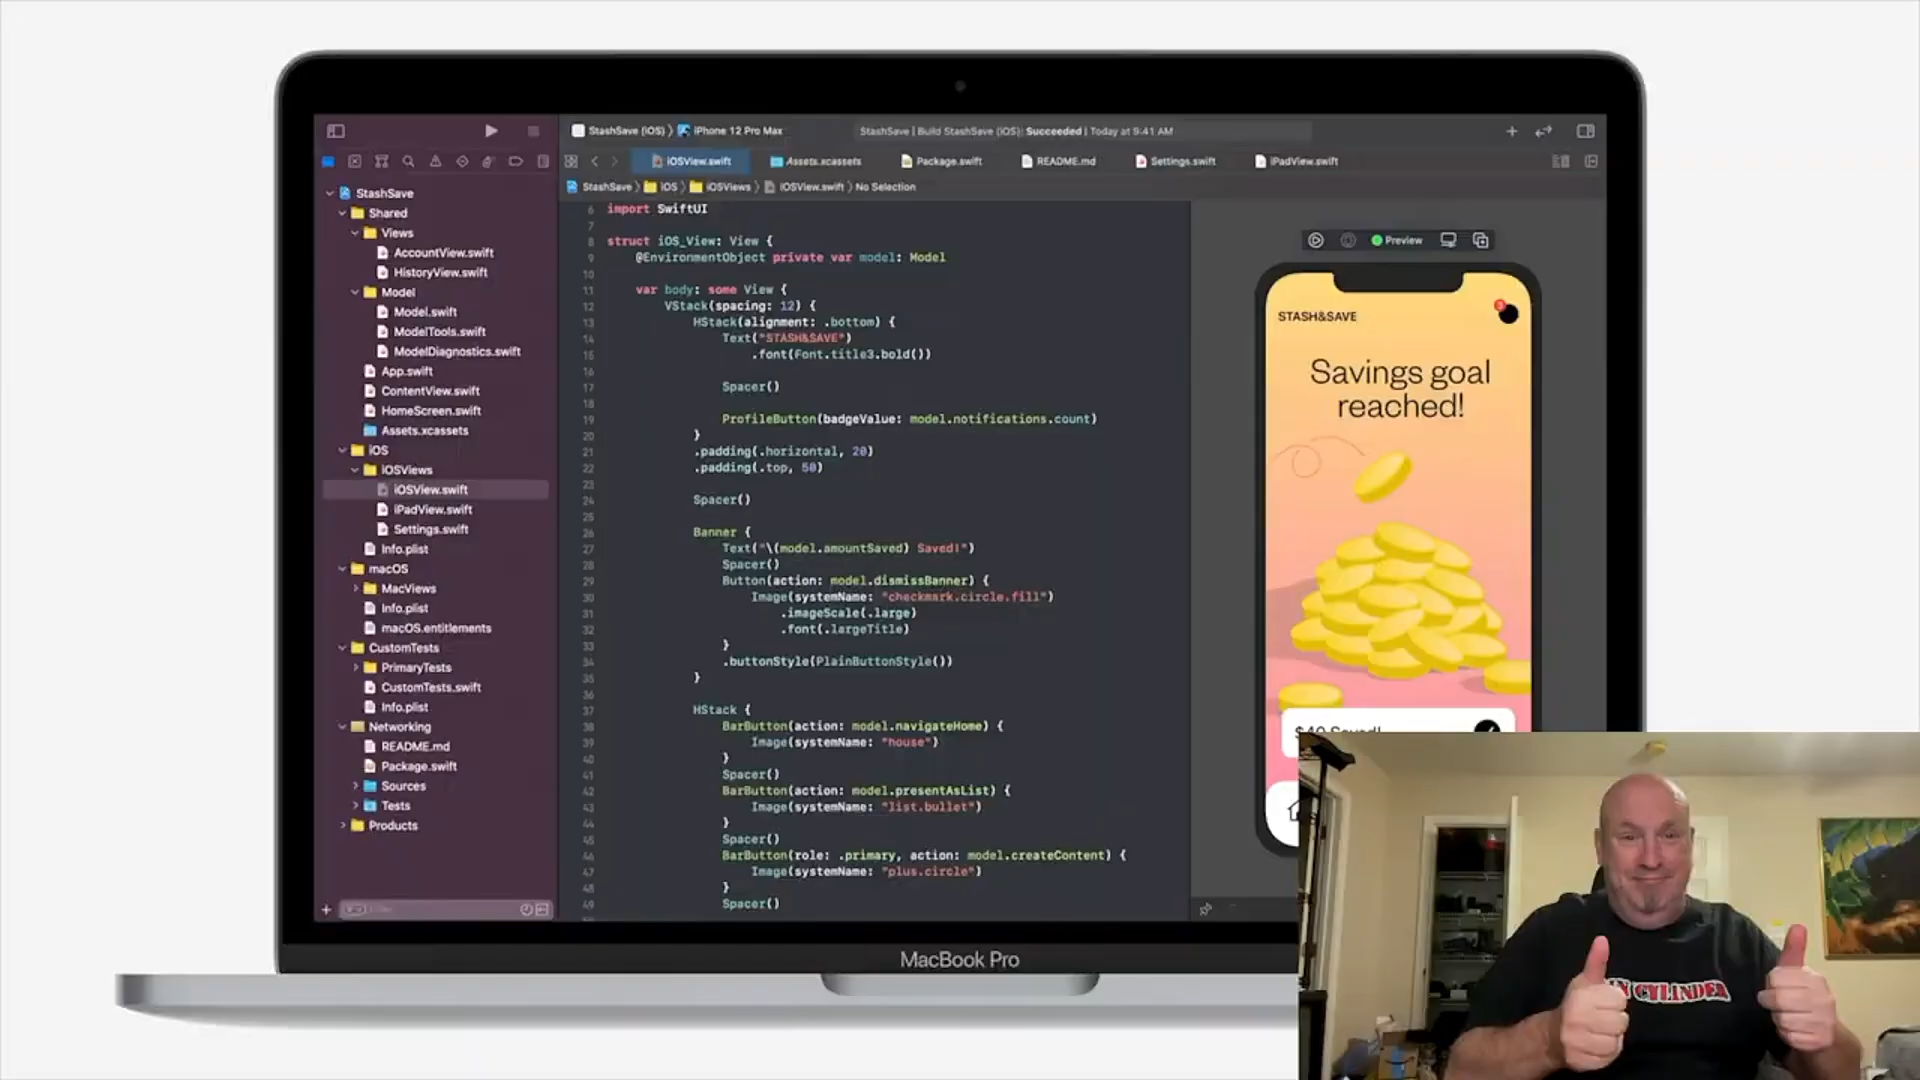 StashSave (iOS) 〉 iPhone 12 Pro Max
StashSave | Build StashSave (iOS): Succeeded | Today at 9:41 AM
iOSView.swift
Assets.xcassets
Package.swift
README.md
Settings.swift
iPadView.swift
StashSave 〉 iOS 〉 iOSViews 〉 iOSView.swift 〉 No Selection
StashSave
Shared
Views
AccountView.swift
HistoryView.swift
Model
Model.swift
ModelTools.swift
ModelDiagnostics.swift
App.swift
ContentView.swift
HomeScreen.swift
Assets.xcassets
iOS
iOSViews
iOSView.swift
iPadView.swift
Settings.swift
Info.plist
macOS
MacViews
Info.plist
macOS.entitlements
CustomTests
PrimaryTests
CustomTests.swift
Info.plist
Networking
README.md
Package.swift
Sources
Tests
Products
6 import SwiftUI
7
8 struct iOS_View: View {
9 @EnvironmentObject private var model: Model
10
11 var body: some View {
12 VStack(spacing: 12) {
13 HStack(alignment: .bottom) {
14 Text("STASH&SAVE")
15 .font(Font.title3.bold())
16
17 Spacer()
18
19 ProfileButton(badgeValue: model.notifications.count)
20 }
21 .padding(.horizontal, 20)
22 .padding(.top, 50)
23
24 Spacer()
25
26 Banner {
27 Text("\(model.amountSaved) Saved!")
28 Spacer()
29 Button(action: model.dismissBanner) {
30 Image(systemName: "checkmark.circle.fill")
31 .imageScale(.large)
32 .font(.largeTitle)
33 }
34 .buttonStyle(PlainButtonStyle())
35 }
36
37 HStack {
38 BarButton(action: model.navigateHome) {
39 Image(systemName: "house")
40 }
41 Spacer()
42 BarButton(action: model.presentAsList) {
43 Image(systemName: "list.bullet")
44 }
45 Spacer()
46 BarButton(role: .primary, action: model.createContent) {
47 Image(systemName: "plus.circle")
48 }
49 Spacer()
Preview
STASH&SAVE
3
Savings goal
reached!
$40 Saved!
MacBook Pro
CYLINDER